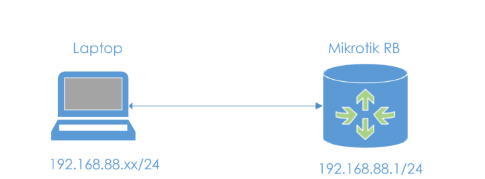 Laptop
Mikrotik RB
192.168.88.xx/24
192.168.88.1/24